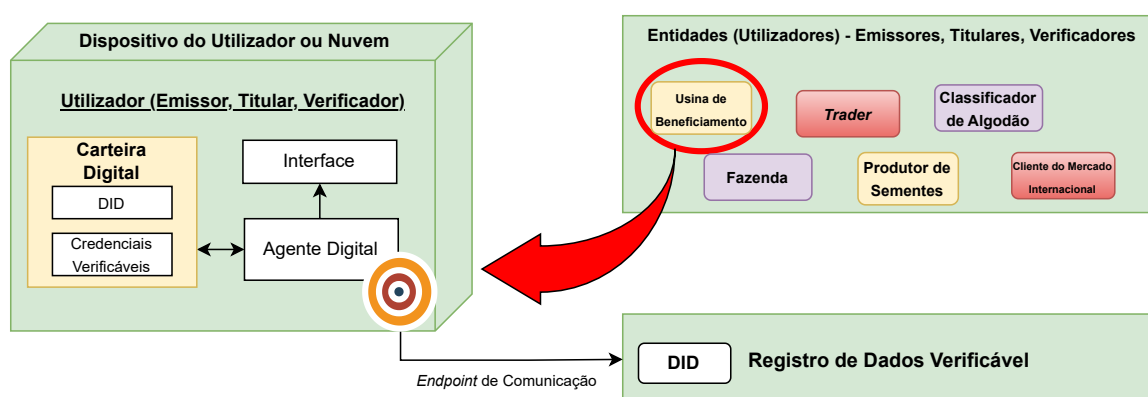 Dispositivo do Utilizador ou Nuvem
Utilizador (Emissor, Titular, Verificador)
Carteira
Digital
DID
Credenciais
Verificáveis
Interface
Agente Digital
Entidades (Utilizadores) - Emissores, Titulares, Verificadores
Usina de
Beneficiamento
Trader
Classificador
de Algodão
Fazenda
Produtor de
Sementes
Cliente do Mercado
Internacional
Endpoint de Comunicação
DID
Registro de Dados Verificável